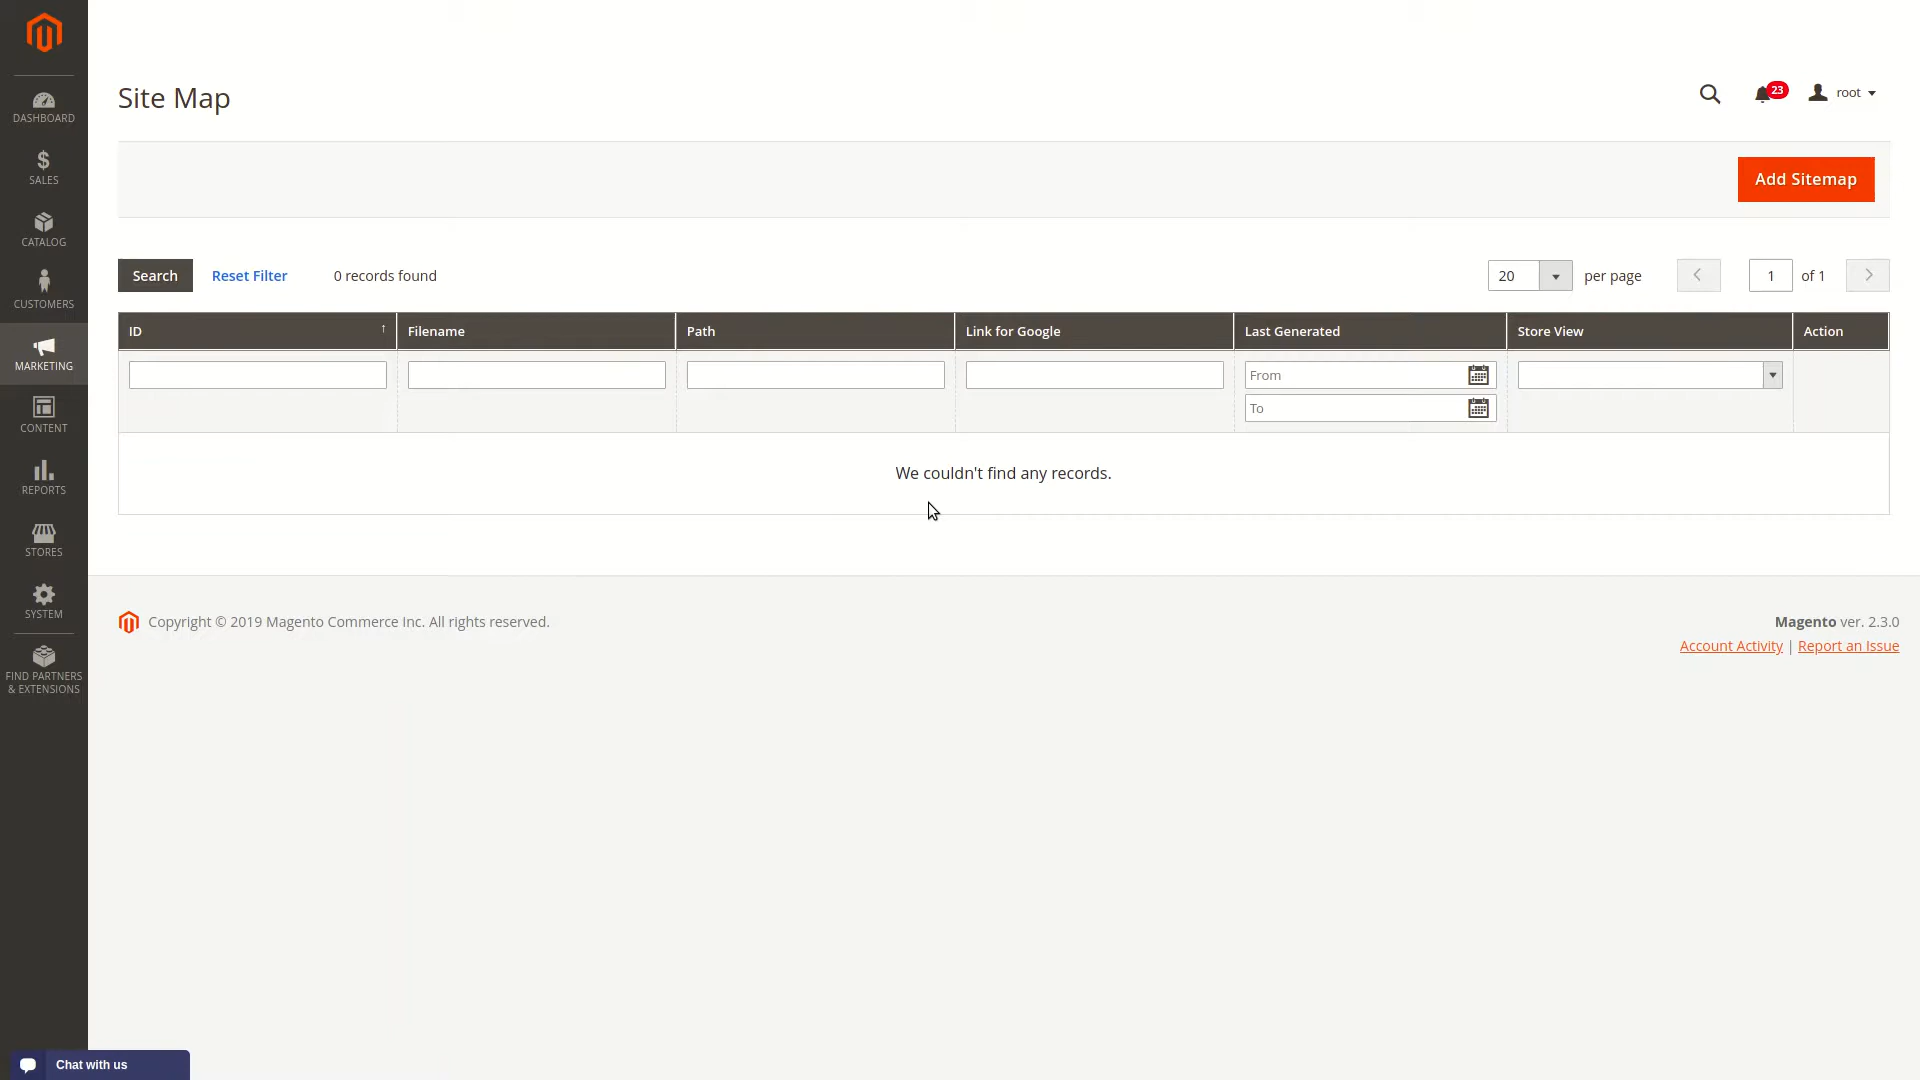 Site Map
23
root
Add Sitemap
Search Reset Filter 0 records found 20 per page 1 of 1
ID ↑ Filename Path Link for Google Last Generated Store View Action
From
To
We couldn't find any records.
DASHBOARD
SALES
CATALOG
CUSTOMERS
MARKETING
CONTENT
REPORTS
STORES
SYSTEM
FIND PARTNERS
& EXTENSIONS
Copyright © 2019 Magento Commerce Inc. All rights reserved.
Magento ver. 2.3.0
Account Activity | Report an Issue
Chat with us